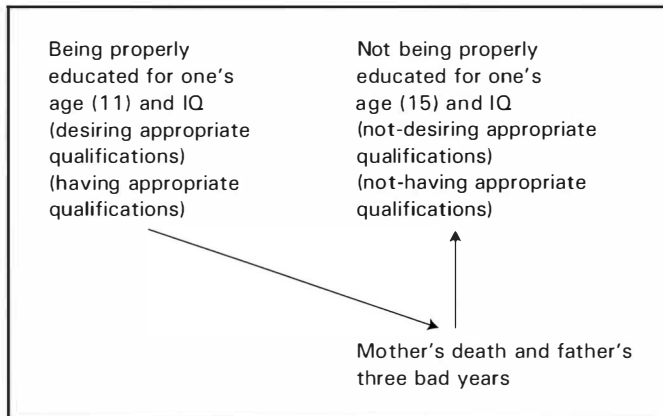 Being properly
educated for one's
age (11) and IQ
(desiring appropriate
qualifications)
(having appropriate
qualifications)
Not being properly
educated for one's
age (15) and IQ
(not-desiring appropriate
qualifications)
(not-having appropriate
qualifications)
Mother's death and father's
three bad years